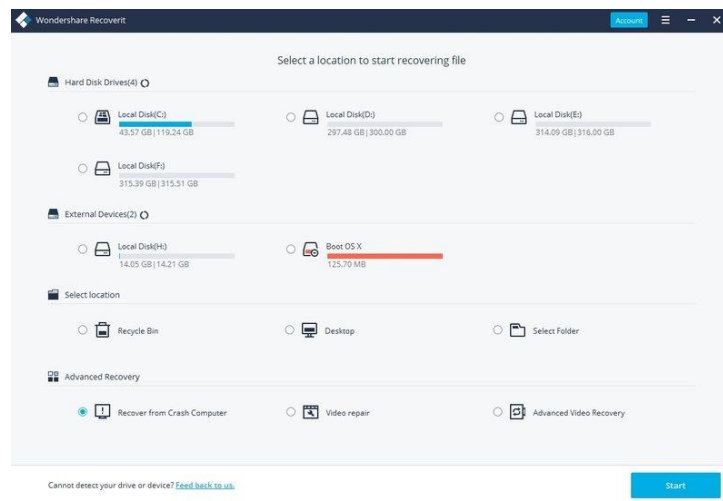 Wondershare Recoverit
Account
Select a location to start recovering file
Hard Disk Drives(4)
Local Disk(C:)
43.57 GB|119.24 GB
Local Disk(D:)
297.48 GB|300.00 GB
Local Disk(E:)
314.09 GB|316.00 GB
Local Disk(F:)
315.39 GB|315.51 GB
External Devices(2)
Local Disk(H:)
14.05 GB|14.21 GB
Boot OS X
125.70 MB
Select location
Recycle Bin
Desktop
Select Folder
Advanced Recovery
Recover from Crash Computer
Video repair
Advanced Video Recovery
Cannot detect your drive or device? Feed back to us.
Start